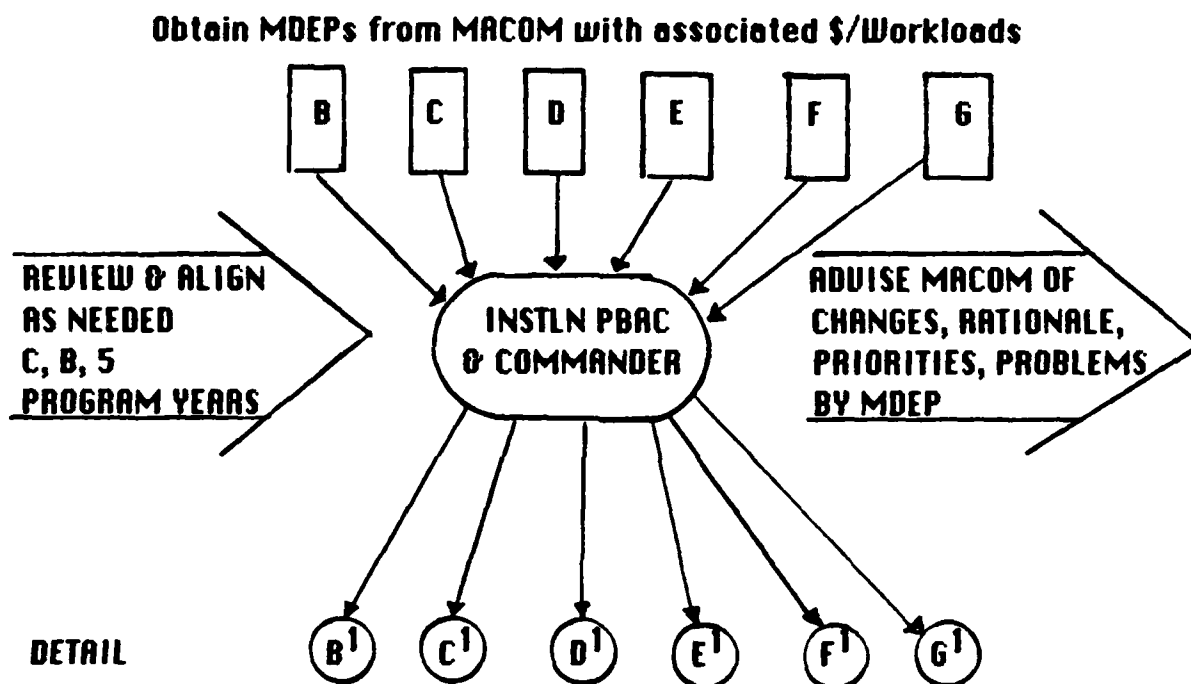 Obtain MDEPs from MACOM with associated $/Workloads
B C D E F G
REVIEW & ALIGN
AS NEEDED
C, B, 5
PROGRAM YEARS
INSTLN PBAC
& COMMANDER
ADVISE MACOM OF
CHANGES, RATIONALE,
PRIORITIES, PROBLEMS
BY MDEP
DETAIL B¹ C¹ D¹ E¹ F¹ G¹